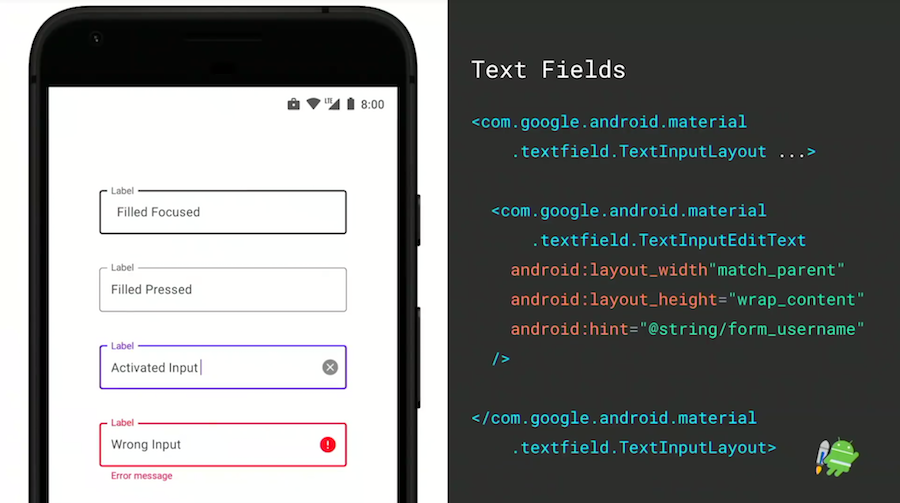 LTE 8:00
Label
Filled Focused
Label
Filled Pressed
Label
Activated Input
Label
Wrong Input
Error message
Text Fields
<com.google.android.material
.textfield.TextInputLayout ...>
<com.google.android.material
.textfield.TextInputEditText
android:layout_width"match_parent"
android:layout_height="wrap_content"
android:hint="@string/form_username"
/>
</com.google.android.material
.textfield.TextInputLayout>